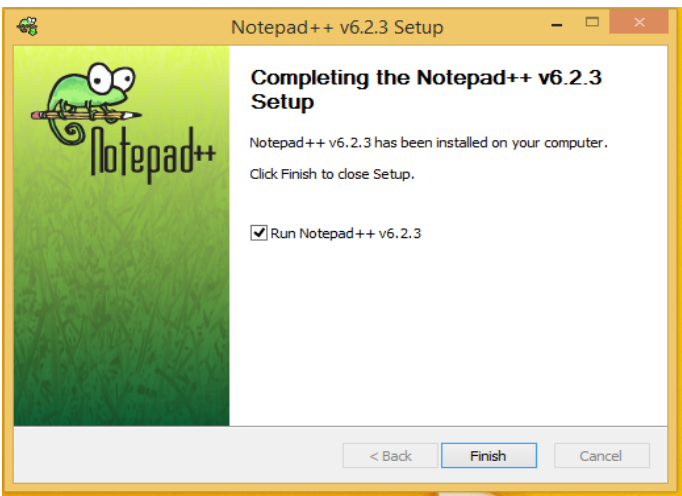 Notepad++ v6.2.3 Setup
Notepad++
Completing the Notepad++ v6.2.3
Setup
Notepad++ v6.2.3 has been installed on your computer.
Click Finish to close Setup.
Run Notepad++ v6.2.3
< Back Finish Cancel